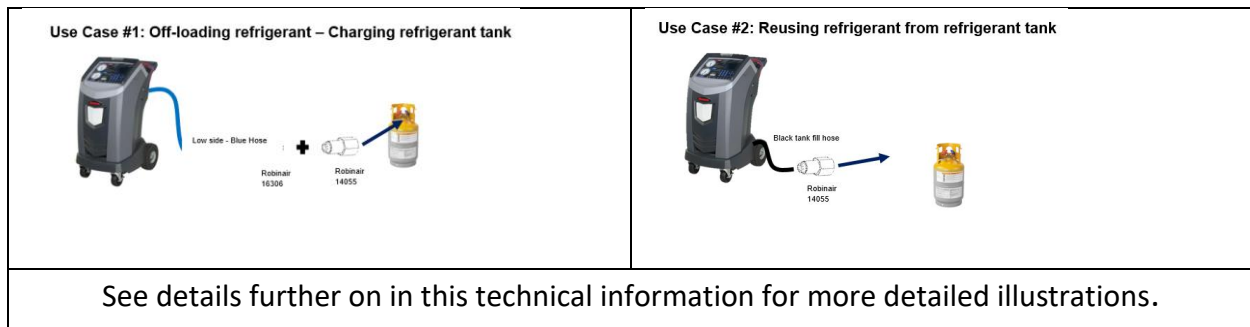 Use Case #1: Off-loading refrigerant – Charging refrigerant tank
Low side - Blue Hose
Robinair
16306
Robinair
14055
Use Case #2: Reusing refrigerant from refrigerant tank
Black tank fill hose
Robinair
14055
See details further on in this technical information for more detailed illustrations.